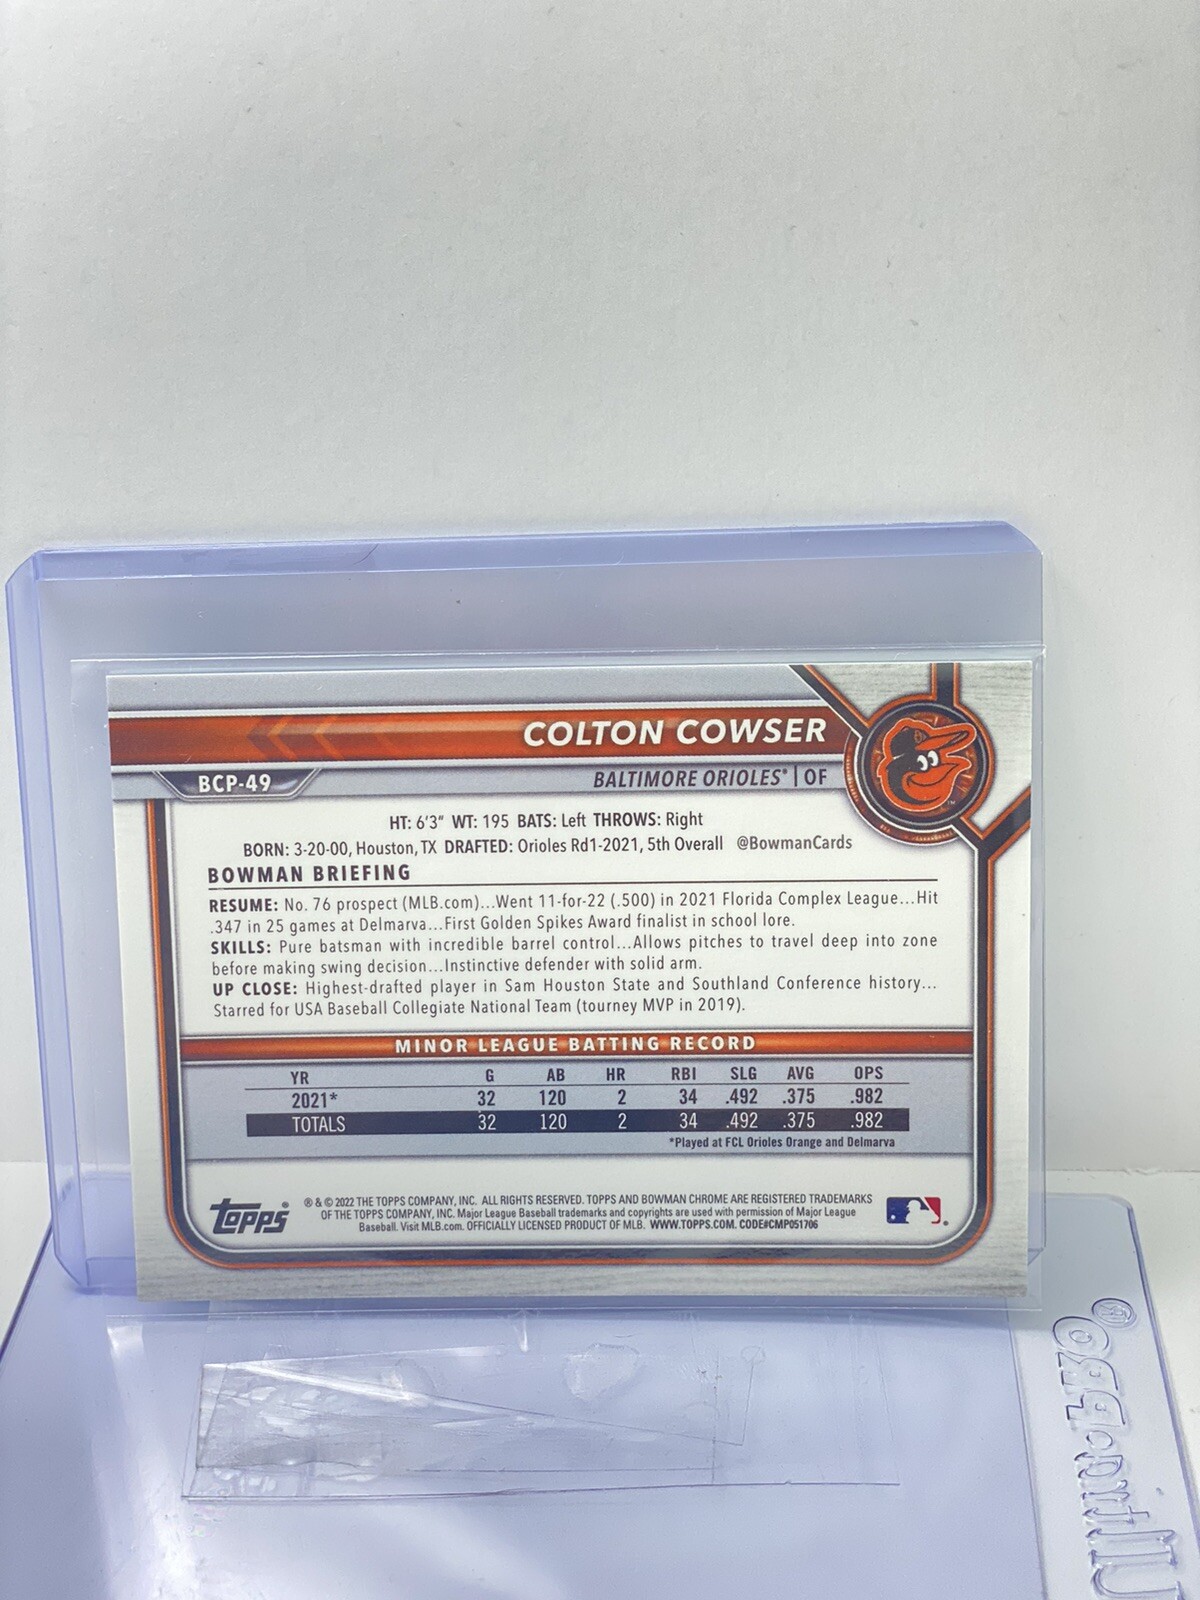 COLTON COWSER
BCP-49
BALTIMORE ORIOLES® | OF
HT: 6'3" WT: 195 BATS: Left THROWS: Right
BORN: 3-20-00, Houston, TX DRAFTED: Orioles Rd1-2021, 5th Overall @BowmanCards
BOWMAN BRIEFING
RESUME: No. 76 prospect (MLB.com)...Went 11-for-22 (.500) in 2021 Florida Complex League...Hit
.347 in 25 games at Delmarva...First Golden Spikes Award finalist in school lore.
SKILLS: Pure batsman with incredible barrel control...Allows pitches to travel deep into zone
before making swing decision...Instinctive defender with solid arm.
UP CLOSE: Highest-drafted player in Sam Houston State and Southland Conference history...
Starred for USA Baseball Collegiate National Team (tourney MVP in 2019).
MINOR LEAGUE BATTING RECORD
YR G AB HR RBI SLG AVG OPS
2021* 32 120 2 34 .492 .375 .982
TOTALS 32 120 2 34 .492 .375 .982
*Played at FCL Orioles Orange and Delmarva
topps®
® & © 2022 THE TOPPS COMPANY, INC. ALL RIGHTS RESERVED. TOPPS AND BOWMAN CHROME ARE REGISTERED TRADEMARKS
OF THE TOPPS COMPANY, INC. Major League Baseball trademarks and copyrights are used with permission of Major League
Baseball. Visit MLB.com. OFFICIALLY LICENSED PRODUCT OF MLB. WWW.TOPPS.COM. CODE#CMP051706
Ultra·PRO®